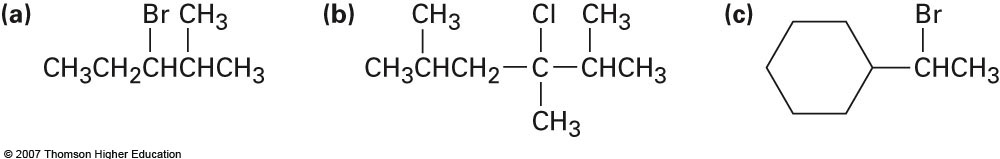 (a) Br CH3 (b) CH3 Cl CH3 (c) Br
CH3CH2CHCHCH3 CH3CHCH2—C—CHCH3 CHCH3
CH3
© 2007 Thomson Higher Education